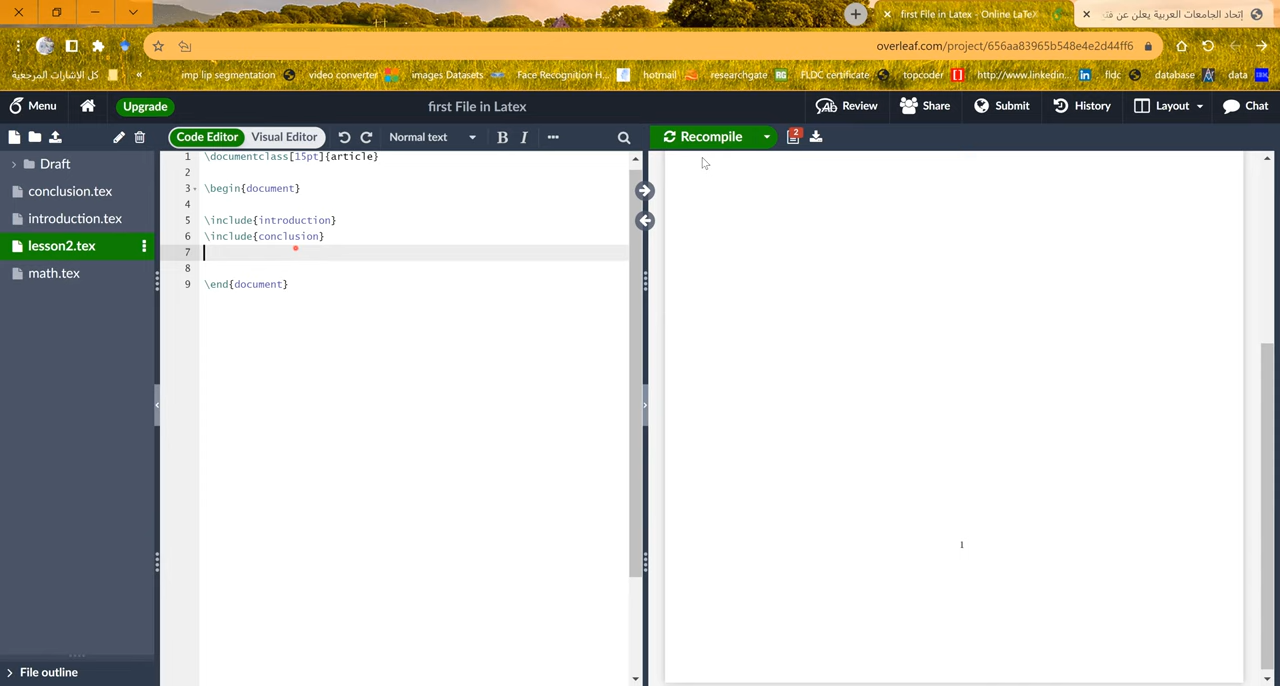 first File in Latex - Online LaTeX
إتحاد الجامعات العربية يعلن عن فت
overleaf.com/project/656aa83965b548e4e2d44ff6
كل الإشارات المرجعية
«
imp lip segmentation
video converter
images Datasets
Face Recognition H...
hotmail
researchgate
FLDC certificate
topcoder
http://www.linkedin...
fldc
database
data
Menu
Upgrade
first File in Latex
Review
Share
Submit
History
Layout
Chat
Code Editor
Visual Editor
Normal text
B
I
Recompile
2
Draft
conclusion.tex
introduction.tex
lesson2.tex
math.tex
1 \documentclass[15pt]{article}
2
3 \begin{document}
4
5 \include{introduction}
6 \include{conclusion}
7
8
9 \end{document}
1
File outline